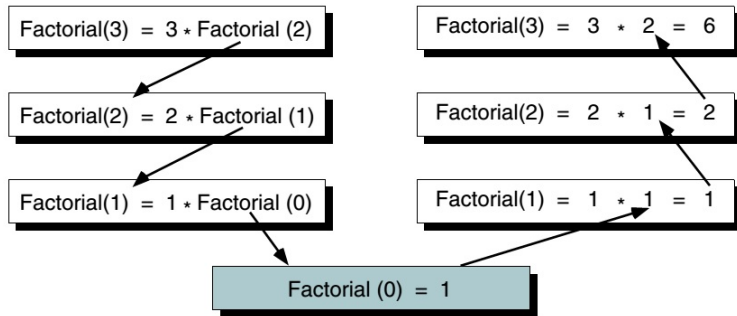 Factorial(3) = 3 * Factorial (2)
Factorial(2) = 2 * Factorial (1)
Factorial(1) = 1 * Factorial (0)
Factorial (0) = 1
Factorial(1) = 1 * 1 = 1
Factorial(2) = 2 * 1 = 2
Factorial(3) = 3 * 2 = 6